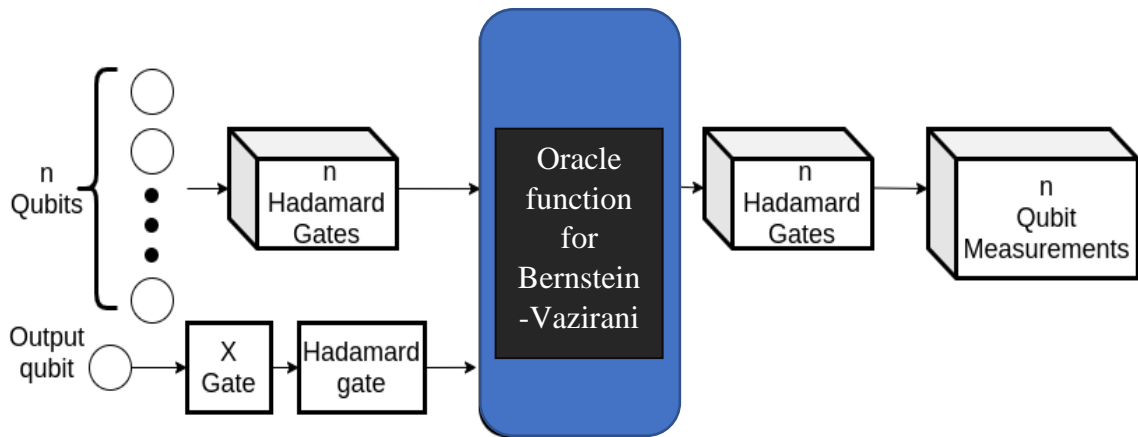 n
Qubits
n
Hadamard
Gates
Output
qubit
X
Gate
Hadamard
gate
Oracle
function
for
Bernstein
-Vazirani
n
Hadamard
Gates
n
Qubit
Measurements